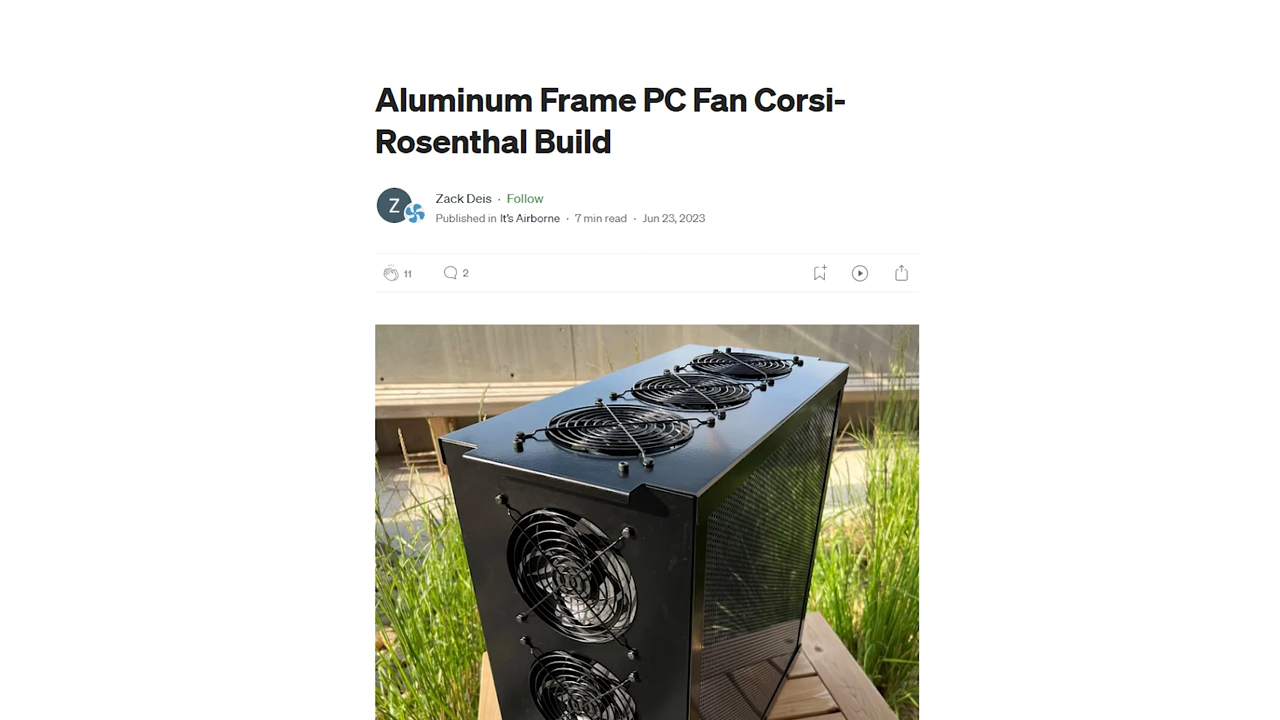 Aluminum Frame PC Fan Corsi-
Rosenthal Build
Z
Zack Deis · Follow
Published in It's Airborne · 7 min read · Jun 23, 2023
11
2